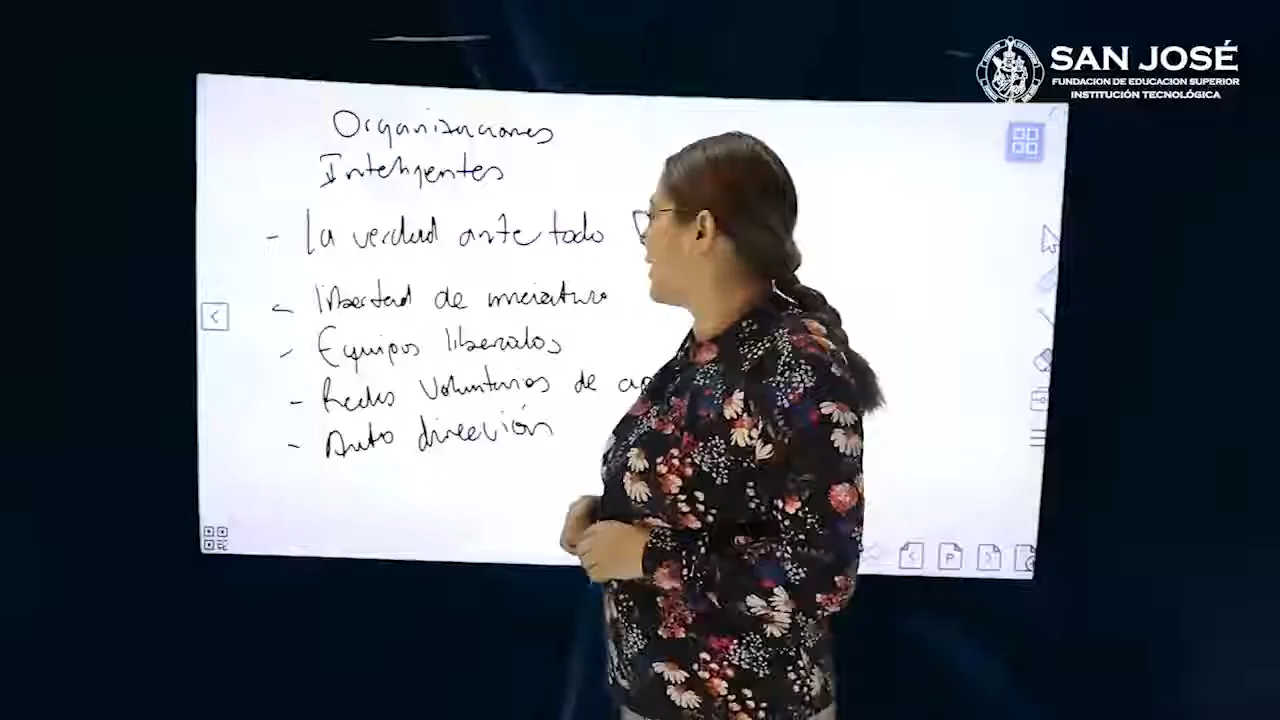 SAN JOSÉ
FUNDACION DE EDUCACION SUPERIOR
INSTITUCIÓN TECNOLÓGICA
Organizaciones
Inteligentes
- La verdad ante todo
- libertad de
- Equipos liberados
- Redes voluntarias de
- Auto dirección
P